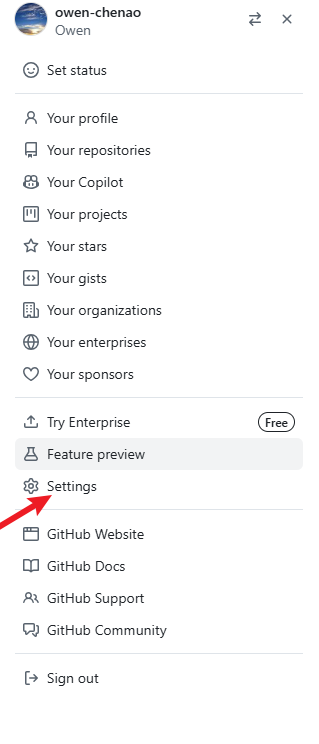 owen-chenao
Owen
Set status
Your profile
Your repositories
Your Copilot
Your projects
Your stars
Your gists
Your organizations
Your enterprises
Your sponsors
Try Enterprise Free
Feature preview
Settings
GitHub Website
GitHub Docs
GitHub Support
GitHub Community
Sign out